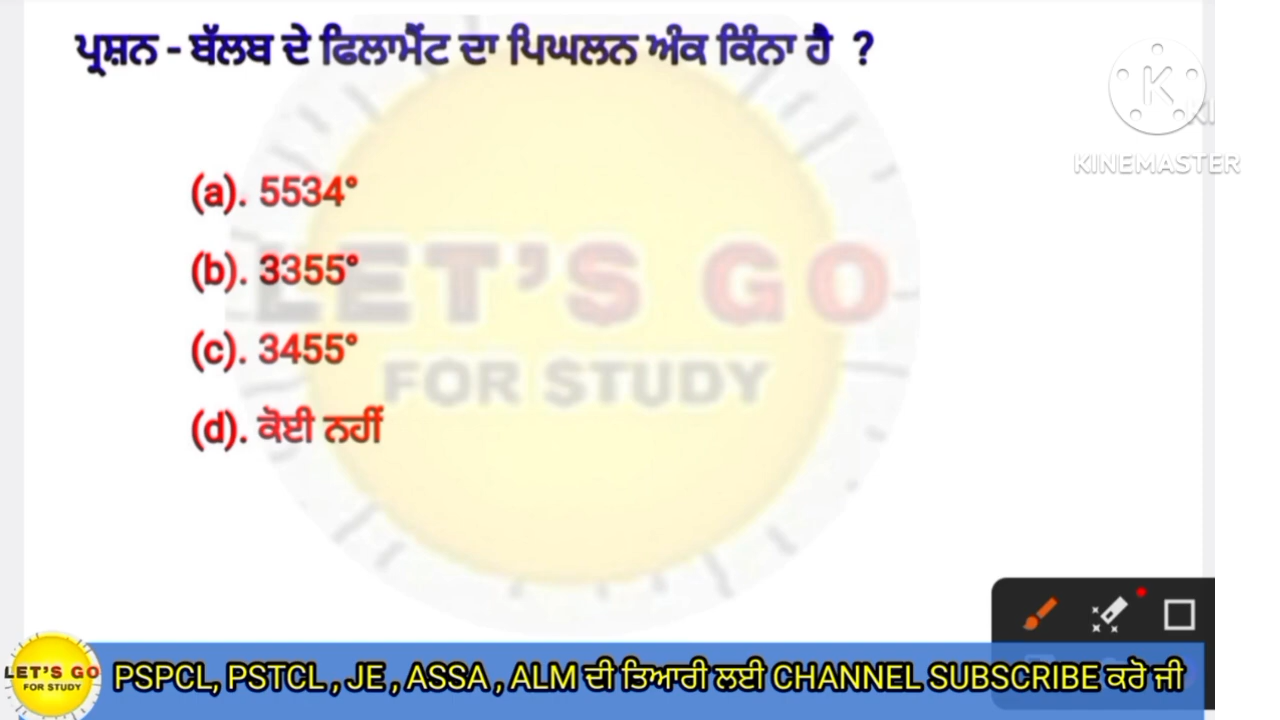 ਪ੍ਰਸ਼ਨ - ਬੱਲਬ ਦੇ ਫਿਲਾਮੈਂਟ ਦਾ ਪਿਘਲਨ ਅੰਕ ਕਿੰਨਾ ਹੈ ?
K
KI
KINEMASTER
(a). 5534°
(b). 3355°
(c). 3455°
(d). ਕੋਈ ਨਹੀਂ
LET'S GO
FOR STUDY
LET'S GO
FOR STUDY
PSPCL, PSTCL , JE , ASSA , ALM ਦੀ ਤਿਆਰੀ ਲਈ CHANNEL SUBSCRIBE ਕਰੋ ਜੀ